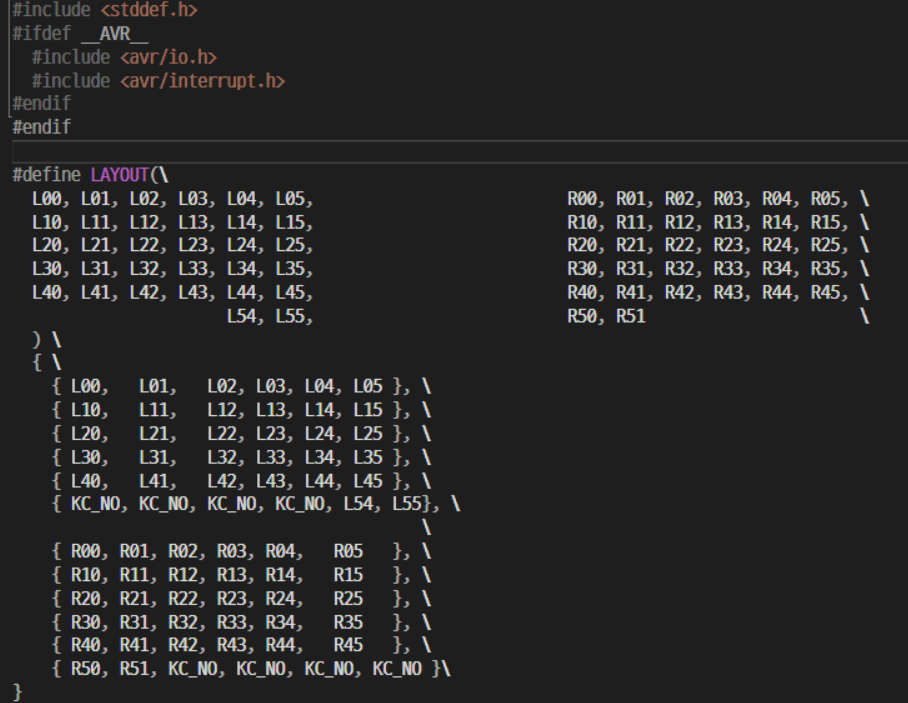 #include <stddef.h>
#ifdef __AVR__
  #include <avr/io.h>
  #include <avr/interrupt.h>
#endif
#endif

#define LAYOUT(\
  L00, L01, L02, L03, L04, L05,                          R00, R01, R02, R03, R04, R05, \
  L10, L11, L12, L13, L14, L15,                          R10, R11, R12, R13, R14, R15, \
  L20, L21, L22, L23, L24, L25,                          R20, R21, R22, R23, R24, R25, \
  L30, L31, L32, L33, L34, L35,                          R30, R31, R32, R33, R34, R35, \
  L40, L41, L42, L43, L44, L45,                          R40, R41, R42, R43, R44, R45, \
                      L54, L55,                          R50, R51                      \
  ) \
  { \
    { L00,   L01,   L02, L03, L04, L05 }, \
    { L10,   L11,   L12, L13, L14, L15 }, \
    { L20,   L21,   L22, L23, L24, L25 }, \
    { L30,   L31,   L32, L33, L34, L35 }, \
    { L40,   L41,   L42, L43, L44, L45 }, \
    { KC_NO, KC_NO, KC_NO, KC_NO, L54, L55}, \
                                          \
    { R00, R01, R02, R03, R04,   R05   }, \
    { R10, R11, R12, R13, R14,   R15   }, \
    { R20, R21, R22, R23, R24,   R25   }, \
    { R30, R31, R32, R33, R34,   R35   }, \
    { R40, R41, R42, R43, R44,   R45   }, \
    { R50, R51, KC_NO, KC_NO, KC_NO, KC_NO }\
}